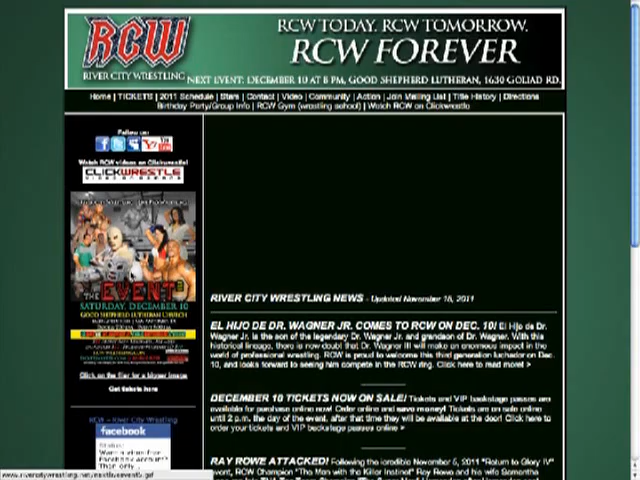 RCW
RIVER CITY WRESTLING
RCW TODAY. RCW TOMORROW.
RCW FOREVER
NEXT EVENT: DECEMBER 10 AT 8 PM, GOOD SHEPHERD LUTHERAN, 1630 GOLIAD RD.
Home | TICKETS | 2011 Schedule | Stars | Contact | Video | Community | Action | Join Mailing List | Title History | Directions
Birthday Party/Group Info | RCW Gym (wrestling school) | Watch RCW on Clickwrestle
Follow us:
Watch RCW videos on Clickwrestle!
CLICKWRESTLE
THE EVENT
SATURDAY, DECEMBER 10
GOOD SHEPHERD LUTHERAN CHURCH
Click on the flier for a bigger image
Get tickets here
RCW - River City Wrestling
facebook
RIVER CITY WRESTLING NEWS - Updated November 18, 2011
EL HIJO DE DR. WAGNER JR. COMES TO RCW ON DEC. 10! El Hijo de Dr.
Wagner Jr. is the son of the legendary Dr. Wagner Jr. and grandson of Dr. Wagner. With this
historical lineage, there is no doubt that Dr. Wagner III will make an enormous impact in the
world of professional wrestling. RCW is proud to welcome this third generation luchador on Dec.
10, and looks forward to seeing him compete in the RCW ring. Click here to read more! >
DECEMBER 10 TICKETS NOW ON SALE! Tickets and VIP backstage passes are
available for purchase online now! Order online and save money! Tickets are on sale online
until 2 p.m. the day of the event, after that time they will be available at the door! Click here to
order your tickets and VIP backstage passes online >
RAY ROWE ATTACKED! Following the incredible November 5, 2011 "Return to Glory IV"
event, RCW Champion "The Man with the Killer Instinct" Ray Rowe and his wife Samantha